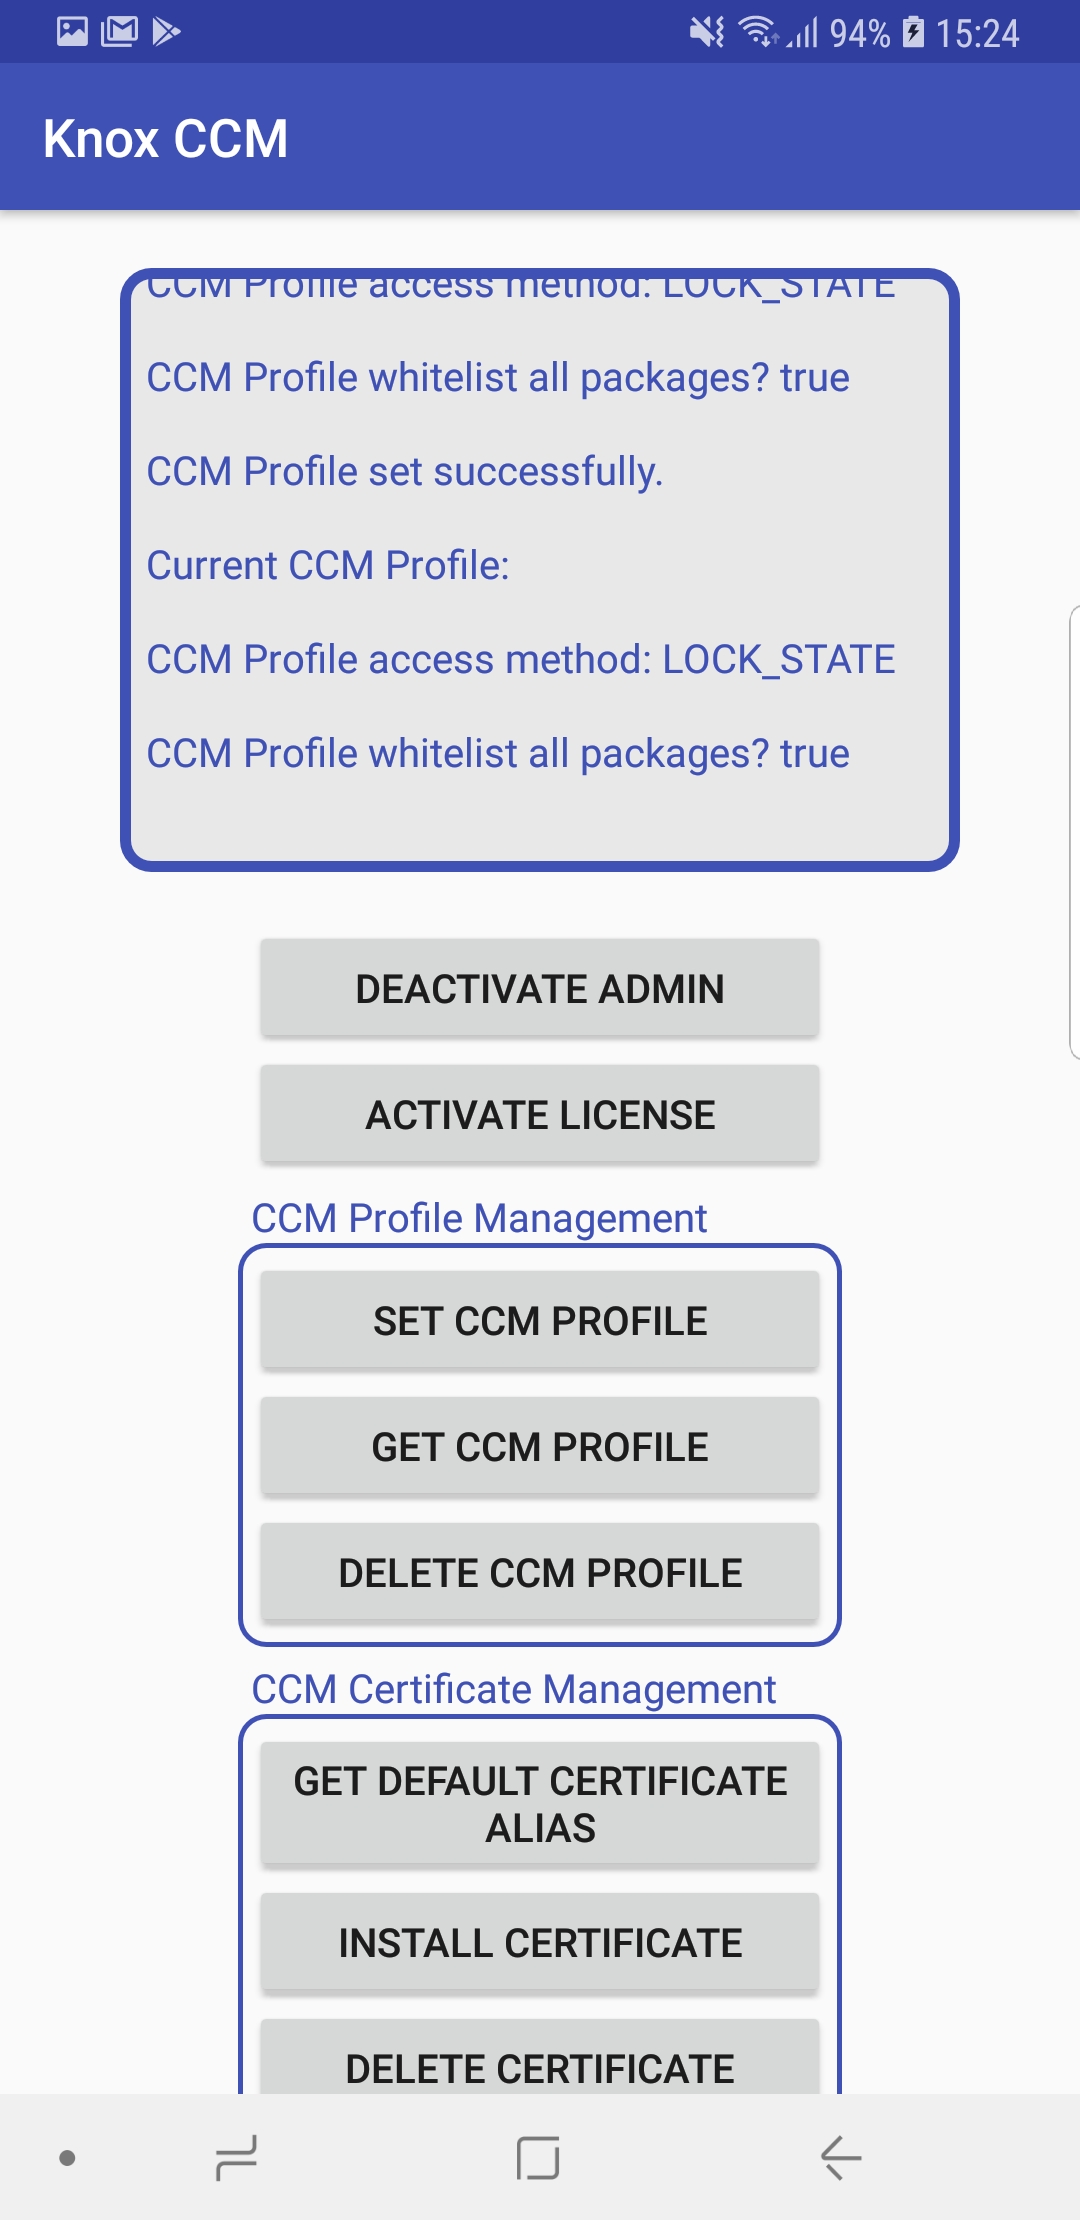 94% 15:24
Knox CCM
CCM Profile access method: LOCK_STATE
CCM Profile whitelist all packages? true
CCM Profile set successfully.
Current CCM Profile:
CCM Profile access method: LOCK_STATE
CCM Profile whitelist all packages? true
DEACTIVATE ADMIN
ACTIVATE LICENSE
CCM Profile Management
SET CCM PROFILE
GET CCM PROFILE
DELETE CCM PROFILE
CCM Certificate Management
GET DEFAULT CERTIFICATE
ALIAS
INSTALL CERTIFICATE
DELETE CERTIFICATE